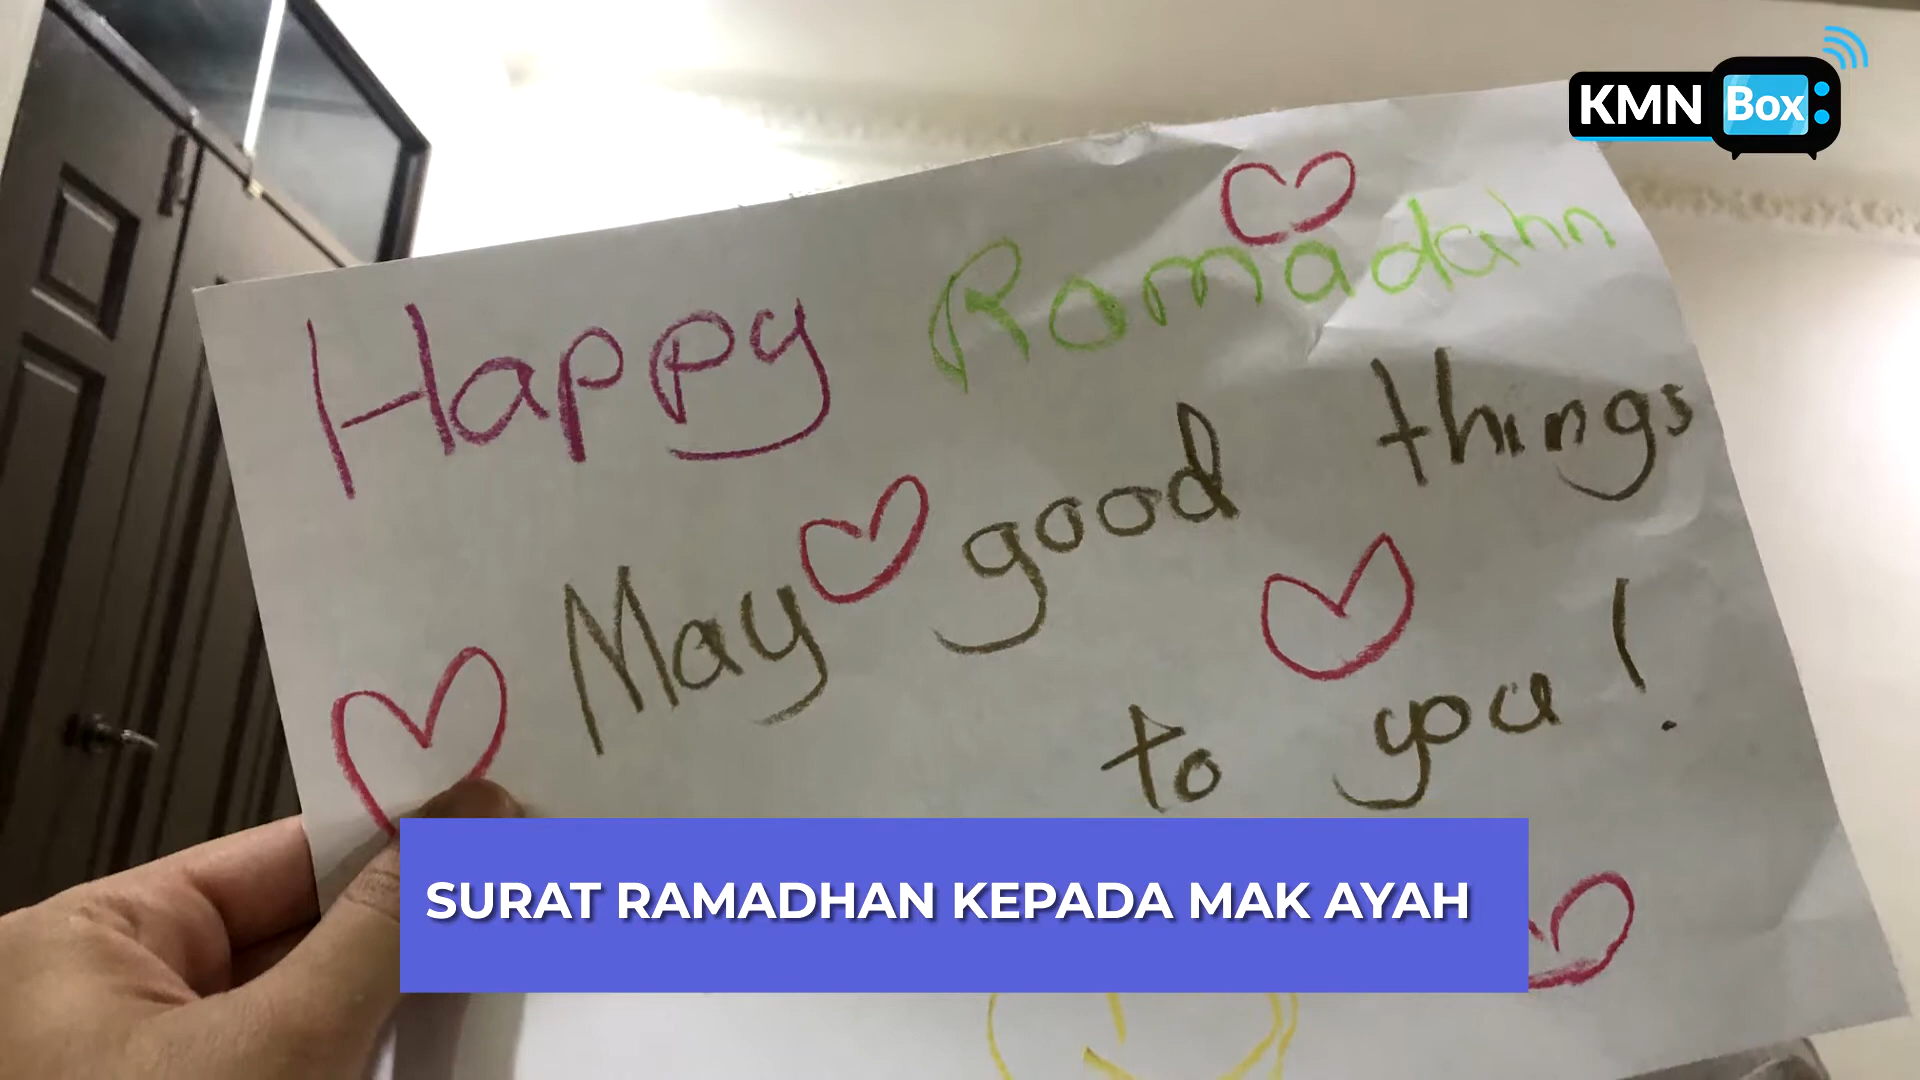 KMN Box
Happy Ramadahn
May good things
to you!
SURAT RAMADHAN KEPADA MAK AYAH